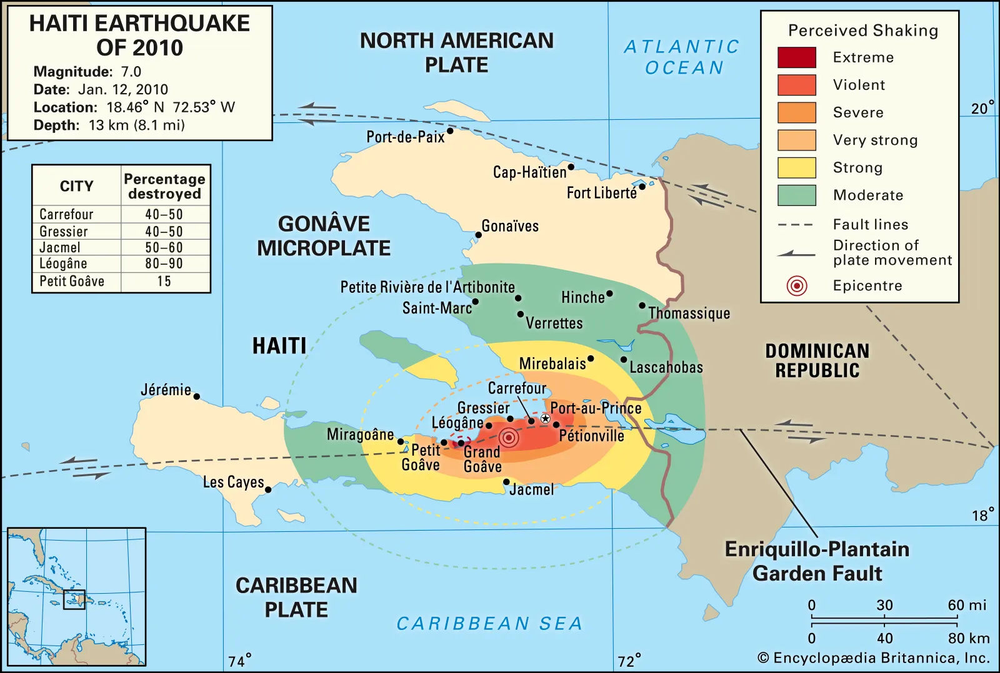 HAITI EARTHQUAKE
OF 2010
Magnitude: 7.0
Date: Jan. 12, 2010
Location: 18.46° N 72.53° W
Depth: 13 km (8.1 mi)
CITY
Percentage
destroyed
Carrefour 40–50
Gressier 40–50
Jacmel 50–60
Léogâne 80–90
Petit Goâve 15
NORTH AMERICAN
PLATE
ATLANTIC
OCEAN
Perceived Shaking
Extreme
Violent
Severe
Very strong
Strong
Moderate
Fault lines
Direction of
plate movement
Epicentre
20°
Port-de-Paix
Cap-Haïtien
Fort Liberté
GONÂVE
MICROPLATE
Gonaïves
Petite Rivière de l'Artibonite
Saint-Marc
Verrettes
Hinche
Thomassique
HAITI
DOMINICAN
REPUBLIC
Mirebalais
Lascahobas
Jérémie
Carrefour
Gressier
Port-au-Prince
Léogâne
Miragoâne
Pétionville
Petit
Goâve
Grand
Goâve
Les Cayes
Jacmel
18°
Enriquillo-Plantain
Garden Fault
CARIBBEAN
PLATE
CARIBBEAN SEA
0 30 60 mi
0 40 80 km
74°
72°
© Encyclopædia Britannica, Inc.